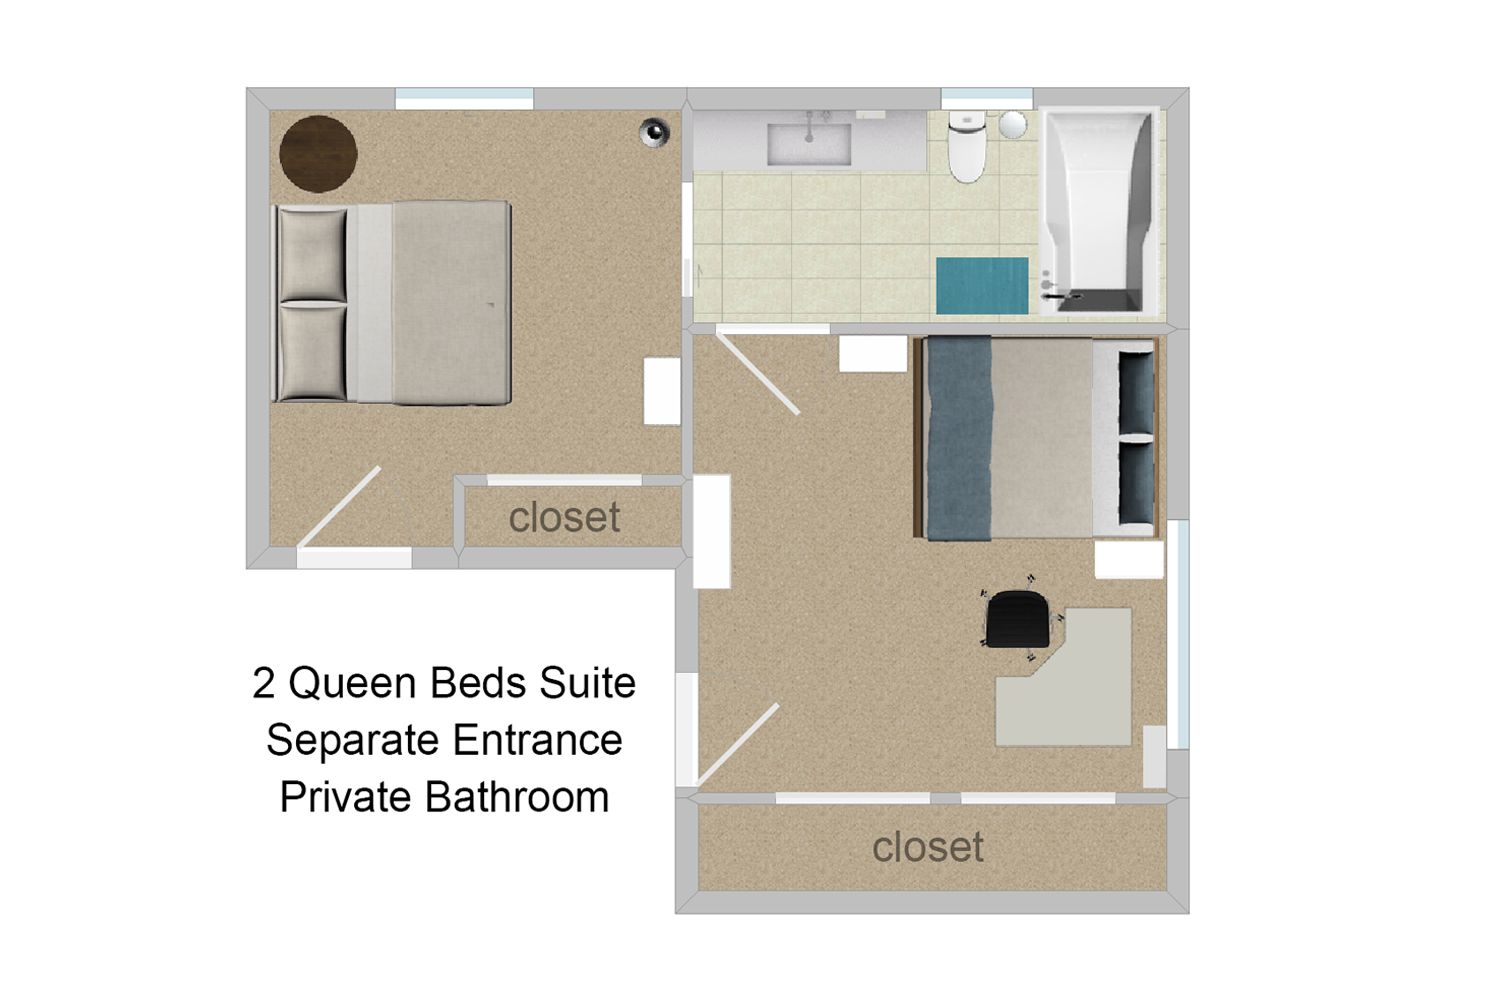 closet
2 Queen Beds Suite
Separate Entrance
Private Bathroom
closet